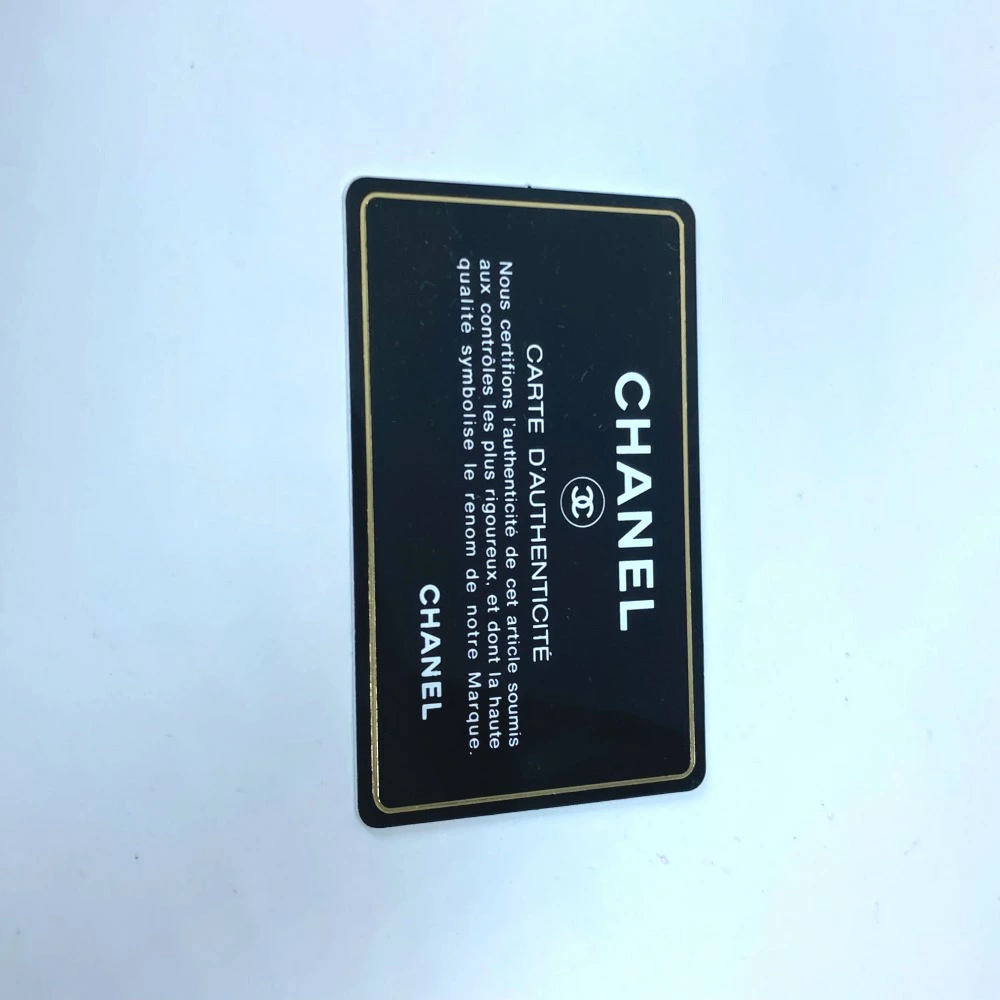 CHANEL
CARTE D'AUTHENTICITÉ
Nous certifions l'authenticité de cet article soumis
aux contrôles les plus rigoureux, et dont la haute
qualité symbolise le renom de notre Marque.
CHANEL